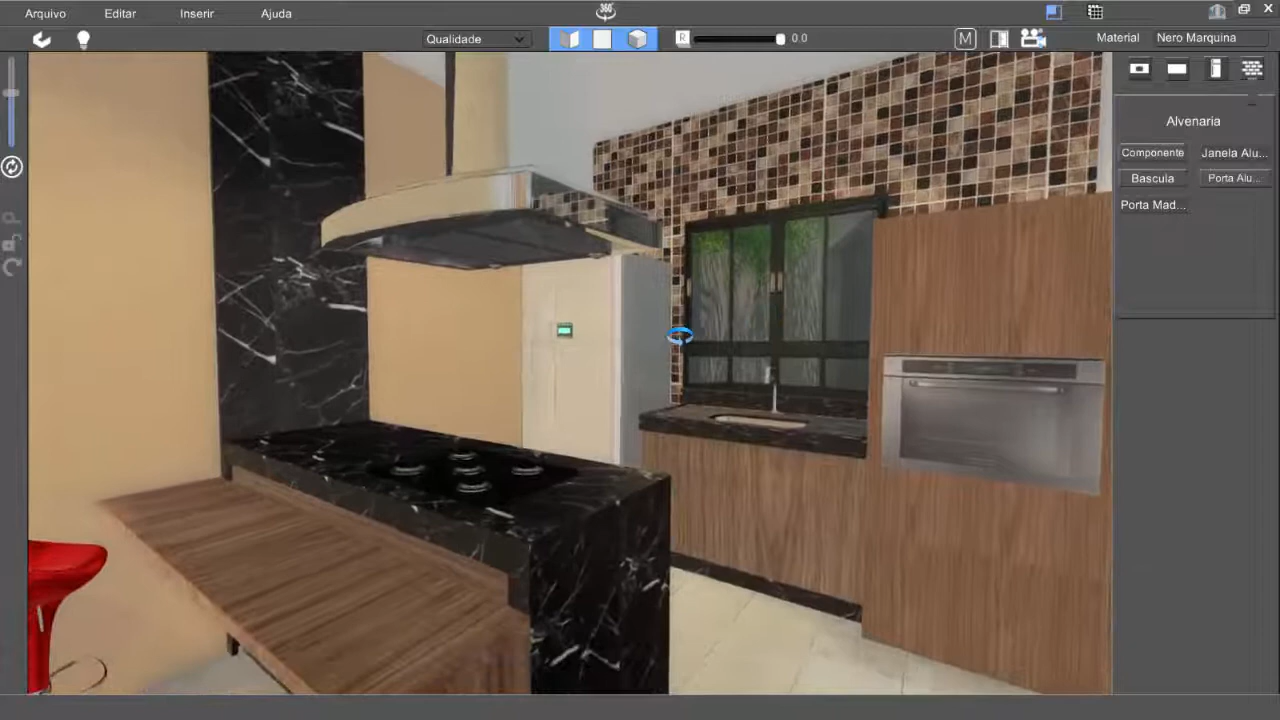 Arquivo Editar Inserir Ajuda
360°
Qualidade R 0.0 M Material Nero Marquina
Alvenaria
Componente Janela Alu...
Bascula Porta Alu...
Porta Mad...
P